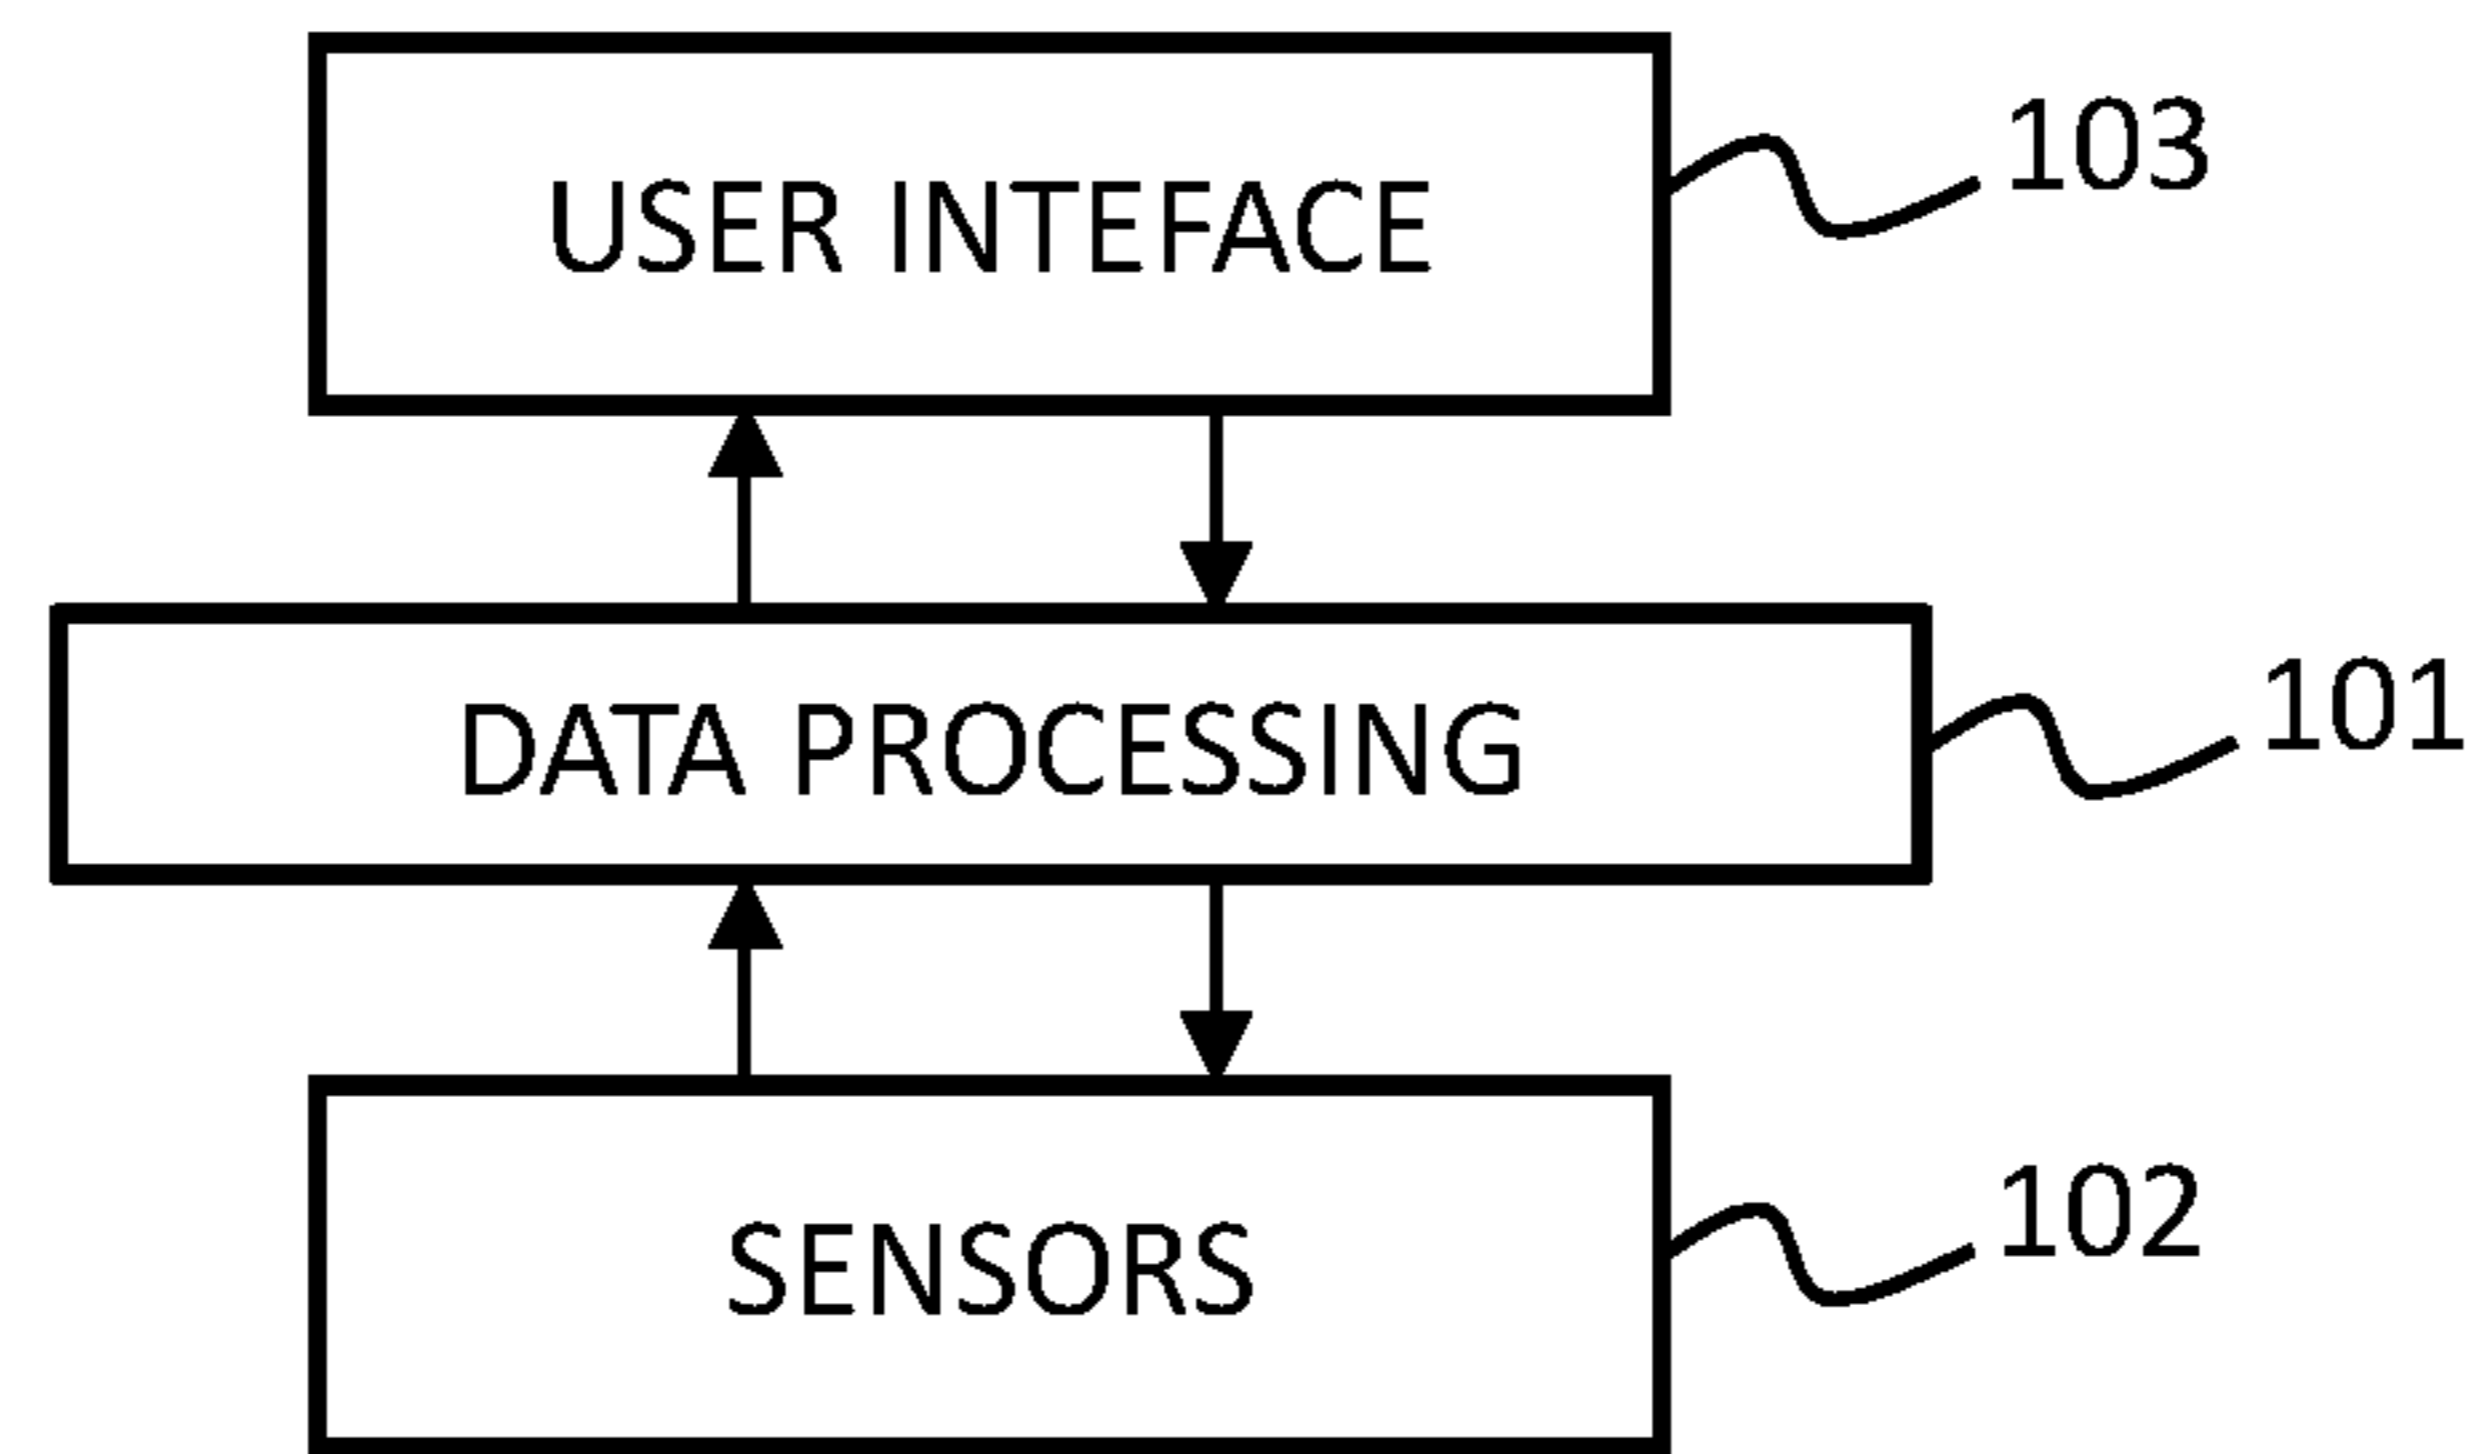 103
USER INTEFACE
101
DATA PROCESSING
102
SENSORS